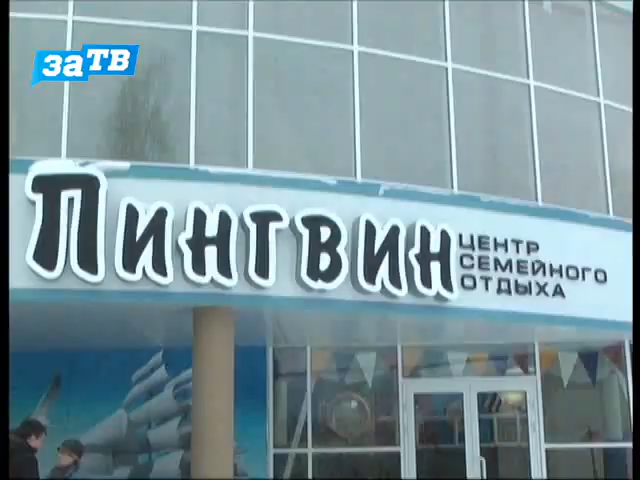 заТВ
Пингвин
ЦЕНТР
СЕМЕЙНОГО
ОТДЫХА